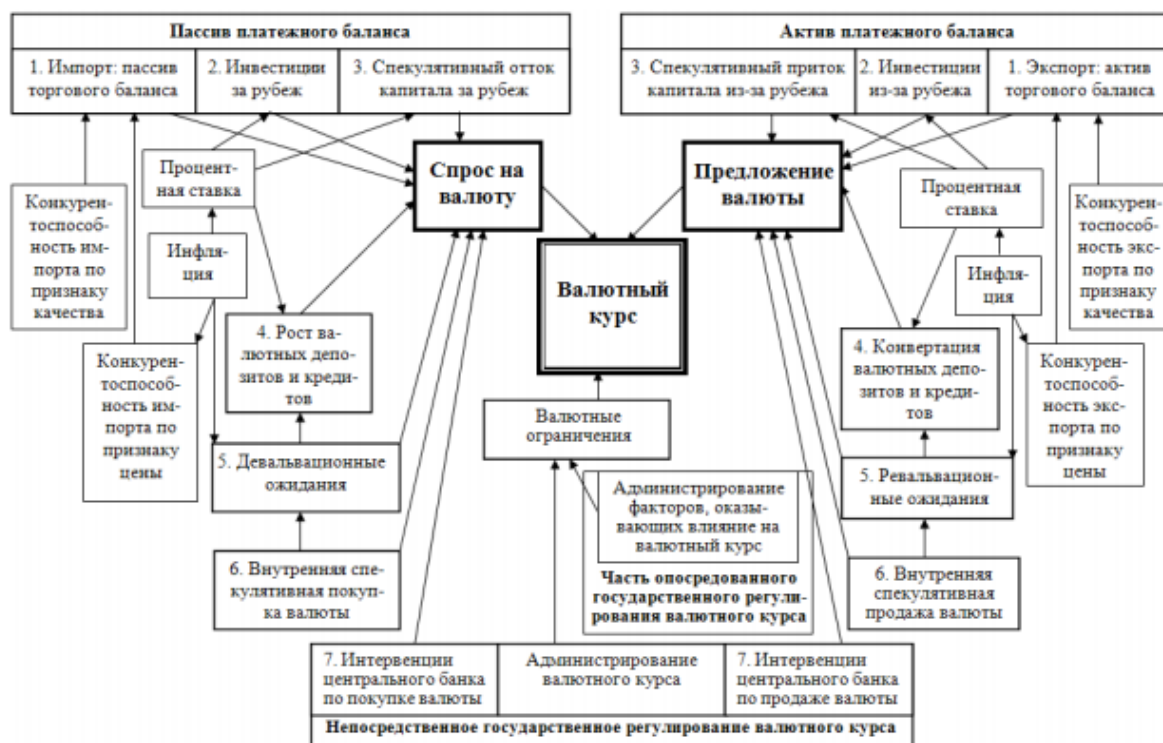 Пассив платежного баланса
1. Импорт: пассив
торгового баланса
2. Инвестиции
за рубеж
3. Спекулятивный отток
капитала за рубеж
Актив платежного баланса
3. Спекулятивный приток
капитала из-за рубежа
2. Инвестиции
из-за рубежа
1. Экспорт: актив
торгового баланса
Процент-
ная ставка
Спрос на
валюту
Предложение
валюты
Процентная
ставка
Конкурен-
тоспособ-
ность им-
порта по
признаку
качества
Инфля-
ция
Валютный
курс
Инфля-
ция
Конкурен-
тоспособ-
ность экс-
порта по
признаку
качества
Конкурен-
тоспособ-
ность им-
порта по
признаку
цены
4. Рост ва-
лютных депо-
зитов и креди-
тов
4. Конвертация
валютных депо-
зитов и креди-
тов
Конкурен-
тоспособ-
ность экс-
порта по
признаку
цены
Валютные
ограничения
5. Девальвационные
ожидания
5. Ревальвацион-
ные ожидания
Администрирование
факторов, оказы-
вающих влияние на
валютный курс
Часть опосредованного
государственного регули-
рования валютного курса
6. Внутренняя спе-
кулятивная покуп-
ка валюты
6. Внутренняя
спекулятивная
продажа валюты
7. Интервенции
центрального банка
по покупке валюты
Администрирование
валютного курса
7. Интервенции
центрального банка
по продаже валюты
Непосредственное государственное регулирование валютного курса